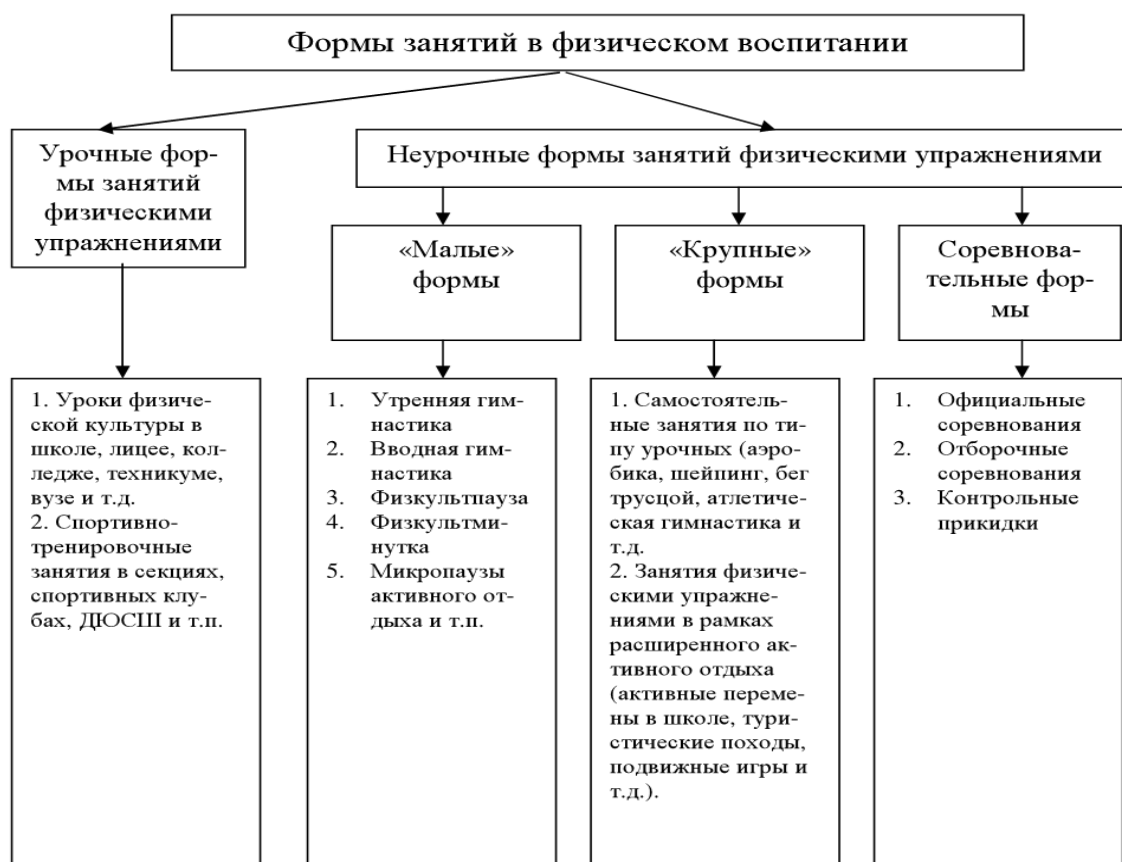 Формы занятий в физическом воспитании
Урочные фор-
мы занятий
физическими
упражнениями
Неурочные формы занятий физическими упражнениями
«Малые»
формы
«Крупные»
формы
Соревнова-
тельные фор-
мы
1. Уроки физиче-
ской культуры в
школе, лицее, кол-
ледже, техникуме,
вузе и т.д.
2. Спортивно-
тренировочные
занятия в секциях,
спортивных клу-
бах, ДЮСШ и т.п.
1. Утренняя гим-
настика
2. Вводная гим-
настика
3. Физкультпауза
4. Физкультми-
нутка
5. Микропаузы
активного от-
дыха и т.п.
1. Самостоятель-
ные занятия по ти-
пу урочных (аэро-
бика, шейпинг, бег
трусцой, атлетиче-
ская гимнастика и
т.д.
2. Занятия физиче-
скими упражне-
ниями в рамках
расширенного ак-
тивного отдыха
(активные переме-
ны в школе, тури-
стические походы,
подвижные игры и
т.д.).
1. Официальные
соревнования
2. Отборочные
соревнования
3. Контрольные
прикидки